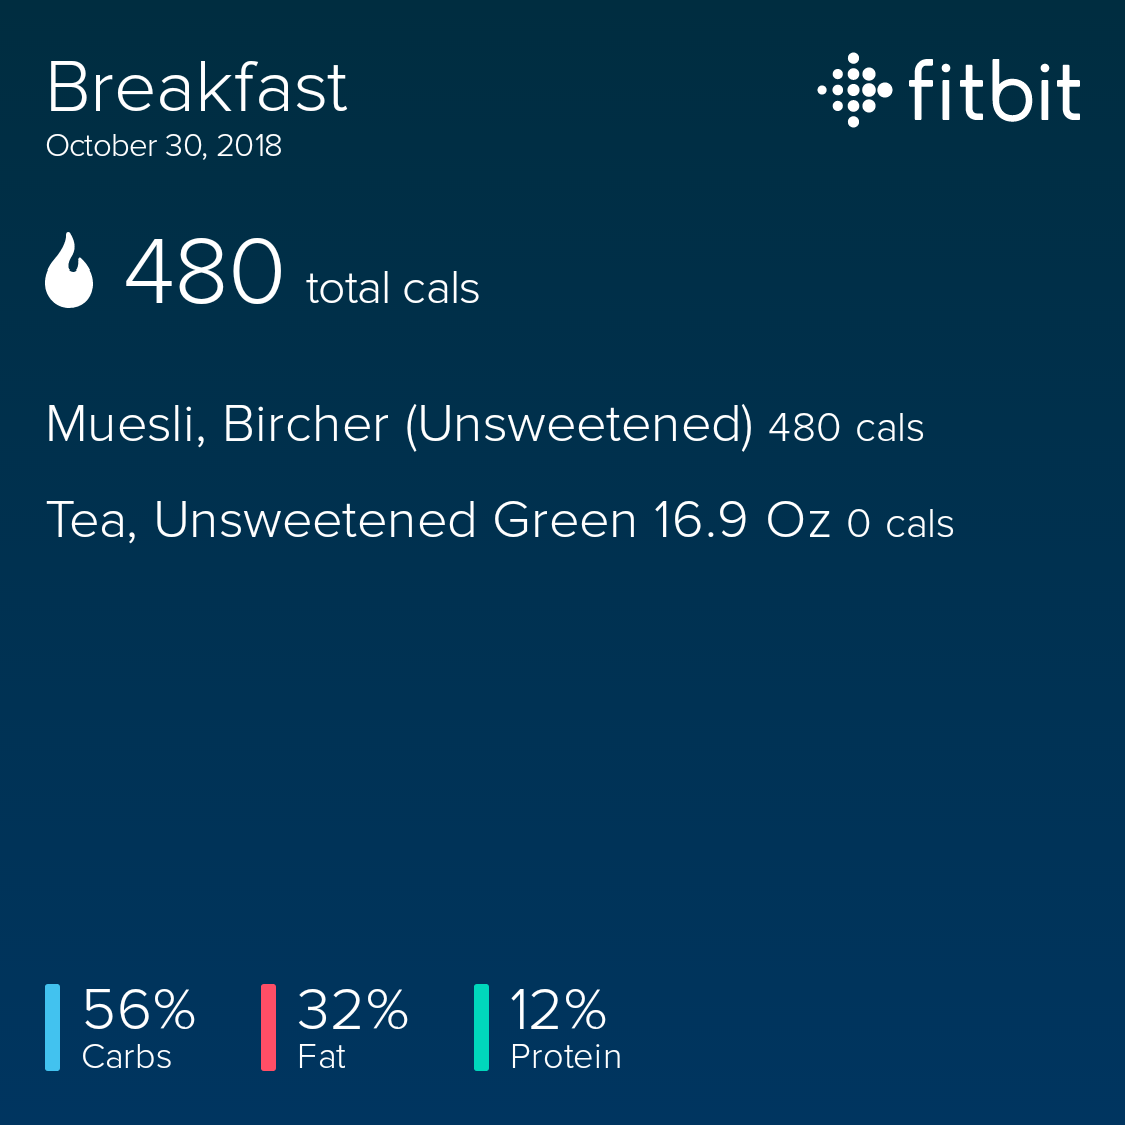 Breakfast
fitbit
October 30, 2018
480 total cals
Muesli, Bircher (Unsweetened) 480 cals
Tea, Unsweetened Green 16.9 Oz 0 cals
56% 32% 12%
Carbs Fat Protein